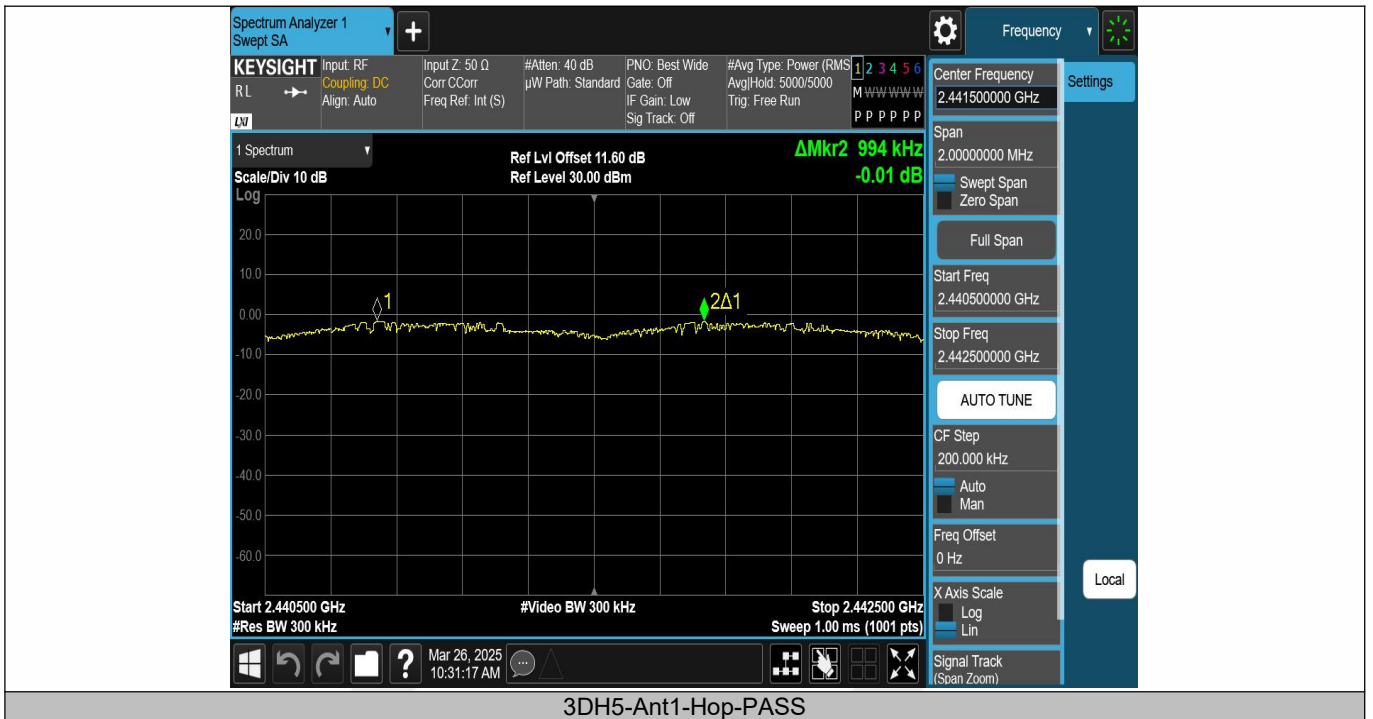 Spectrum Analyzer 1
Swept SA
+
Frequency
KEYSIGHT
RL
LXI
Input: RF
Coupling: DC
Align: Auto
Input Z: 50 Ω
Corr CCorr
Freq Ref: Int (S)
#Atten: 40 dB
µW Path: Standard
PNO: Best Wide
Gate: Off
IF Gain: Low
Sig Track: Off
#Avg Type: Power (RMS
Avg|Hold: 5000/5000
Trig: Free Run
1 2 3 4 5 6
M W W W W W
P P P P P P
1 Spectrum
Scale/Div 10 dB
Log
Ref Lvl Offset 11.60 dB
Ref Level 30.00 dBm
ΔMkr2 994 kHz
-0.01 dB
20.0
10.0
0.00
-10.0
-20.0
-30.0
-40.0
-50.0
-60.0
1
2Δ1
Start 2.440500 GHz
#Res BW 300 kHz
#Video BW 300 kHz
Stop 2.442500 GHz
Sweep 1.00 ms (1001 pts)
Center Frequency
2.441500000 GHz
Settings
Span
2.00000000 MHz
Swept Span
Zero Span
Full Span
Start Freq
2.440500000 GHz
Stop Freq
2.442500000 GHz
AUTO TUNE
CF Step
200.000 kHz
Auto
Man
Freq Offset
0 Hz
X Axis Scale
Log
Lin
Local
Signal Track
(Span Zoom)
?
Mar 26, 2025
10:31:17 AM
3DH5-Ant1-Hop-PASS